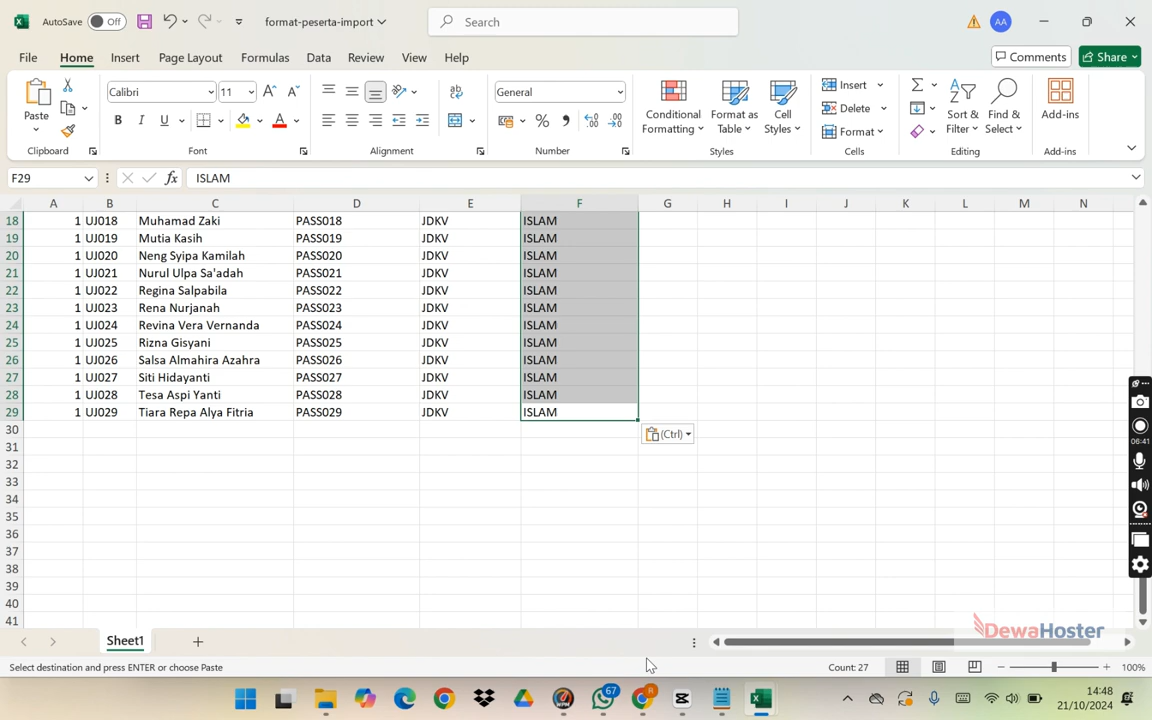 AutoSave Off format-peserta-import Search AA
File Home Insert Page Layout Formulas Data Review View Help Comments Share
Paste Calibri 11 General Conditional Formatting Format as Table Cell Styles Insert Delete Format Sort & Filter Find & Select Add-ins
Clipboard Font Alignment Number Styles Cells Editing Add-ins
F29 fx ISLAM
A B C D E F G H I J K L M N
18 1 UJ018 Muhamad Zaki PASS018 JDKV ISLAM
19 1 UJ019 Mutia Kasih PASS019 JDKV ISLAM
20 1 UJ020 Neng Syipa Kamilah PASS020 JDKV ISLAM
21 1 UJ021 Nurul Ulpa Sa'adah PASS021 JDKV ISLAM
22 1 UJ022 Regina Salpabila PASS022 JDKV ISLAM
23 1 UJ023 Rena Nurjanah PASS023 JDKV ISLAM
24 1 UJ024 Revina Vera Vernanda PASS024 JDKV ISLAM
25 1 UJ025 Rizna Gisyani PASS025 JDKV ISLAM
26 1 UJ026 Salsa Almahira Azahra PASS026 JDKV ISLAM
27 1 UJ027 Siti Hidayanti PASS027 JDKV ISLAM
28 1 UJ028 Tesa Aspi Yanti PASS028 JDKV ISLAM
29 1 UJ029 Tiara Repa Alya Fitria PASS029 JDKV ISLAM
30 (Ctrl)
31
32
33
34
35
36
37
38
39
40
41
06:41
DewaHoster
Sheet1
Select destination and press ENTER or choose Paste Count: 27 100%
67 14:48
21/10/2024